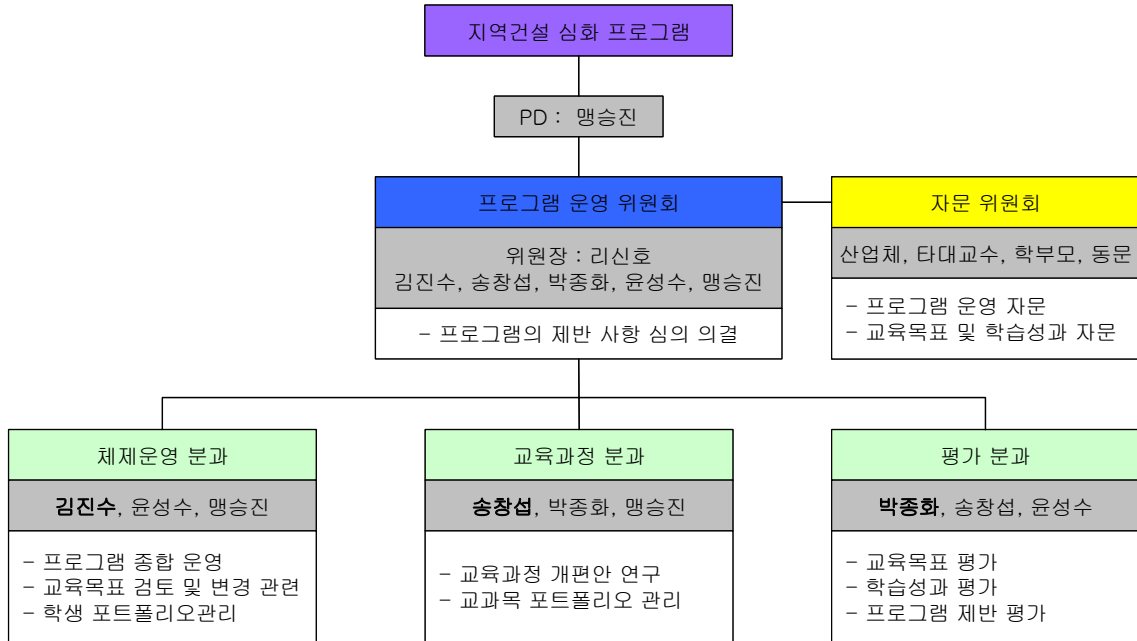 지역건설 심화 프로그램
PD : 맹승진
프로그램 운영 위원회
위원장 : 리신호
김진수, 송창섭, 박종화, 윤성수, 맹승진
– 프로그램의 제반 사항 심의 의결
자문 위원회
산업체, 타대교수, 학부모, 동문
– 프로그램 운영 자문
– 교육목표 및 학습성과 자문
체제운영 분과
김진수, 윤성수, 맹승진
– 프로그램 종합 운영
– 교육목표 검토 및 변경 관련
– 학생 포트폴리오관리
교육과정 분과
송창섭, 박종화, 맹승진
– 교육과정 개편안 연구
– 교과목 포트폴리오 관리
평가 분과
박종화, 송창섭, 윤성수
– 교육목표 평가
– 학습성과 평가
– 프로그램 제반 평가